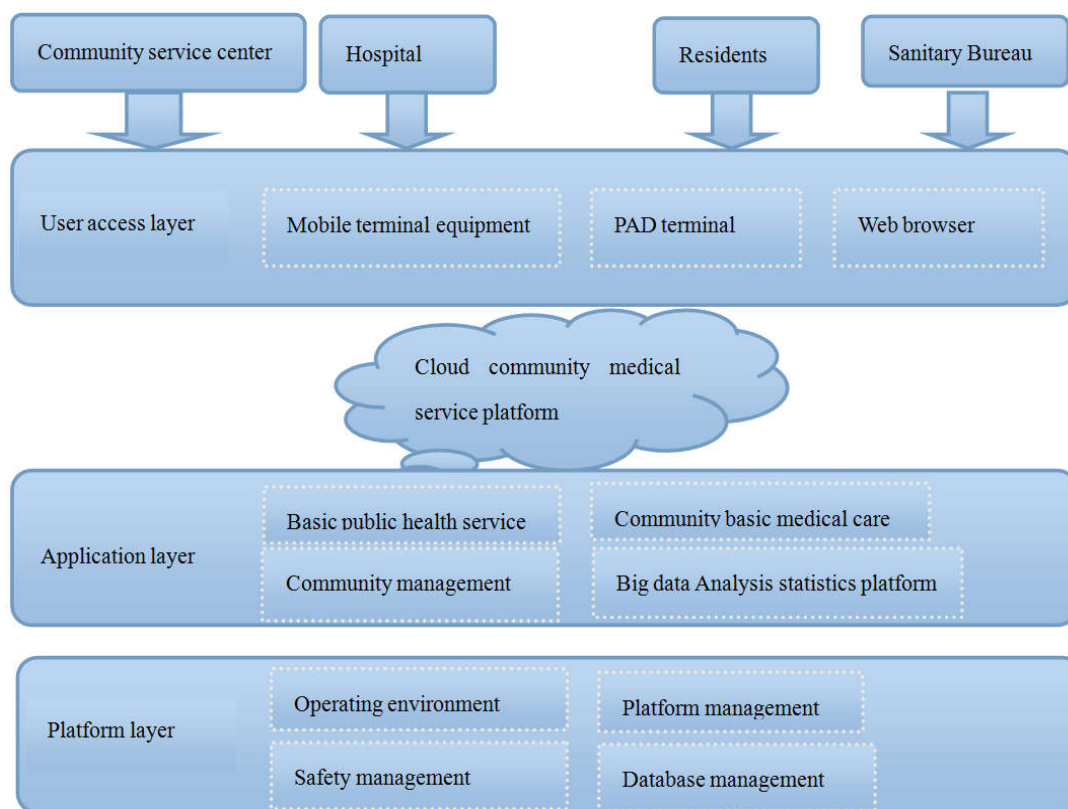 Community service center
Hospital
Residents
Sanitary Bureau
User access layer
Mobile terminal equipment
PAD terminal
Web browser
Cloud community medical
service platform
Application layer
Basic public health service
Community basic medical care
Community management
Big data Analysis statistics platform
Platform layer
Operating environment
Platform management
Safety management
Database management